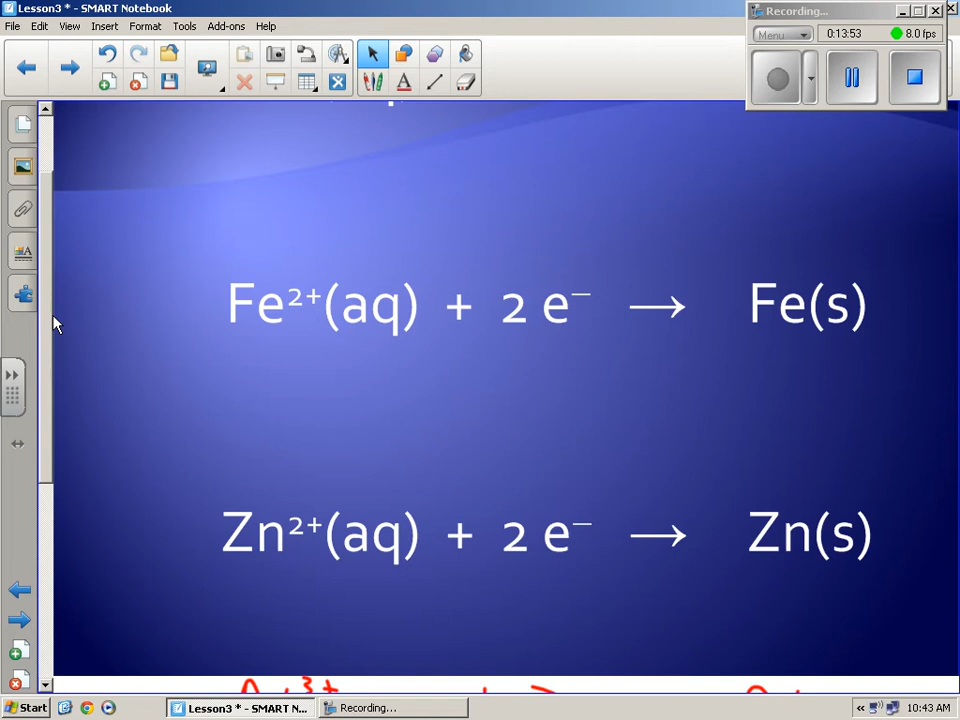 Lesson3 * - SMART Notebook
Recording...
File Edit View Insert Format Tools Add-ons Help
Menu 0:13:53 8.0 fps
Fe²⁺(aq) + 2 e⁻ → Fe(s)
Zn²⁺(aq) + 2 e⁻ → Zn(s)
Start Lesson3 * - SMART N... Recording... « 10:43 AM